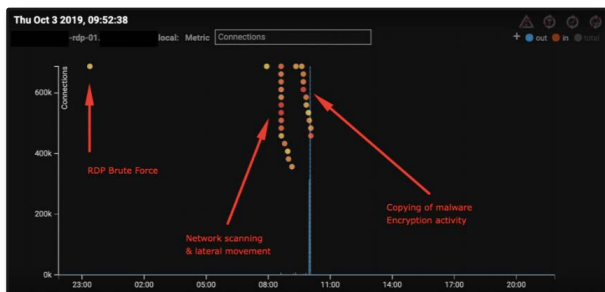 Thu Oct 3 2019, 09:52:38
-rdp-01. local: Metric Connections
+ out in total
Connections
600k
400k
200k
0k
RDP Brute Force
Network scanning
& lateral movement
Copying of malware
Encryption activity
23:00 02:00 05:00 08:00 11:00 14:00 17:00 20:00